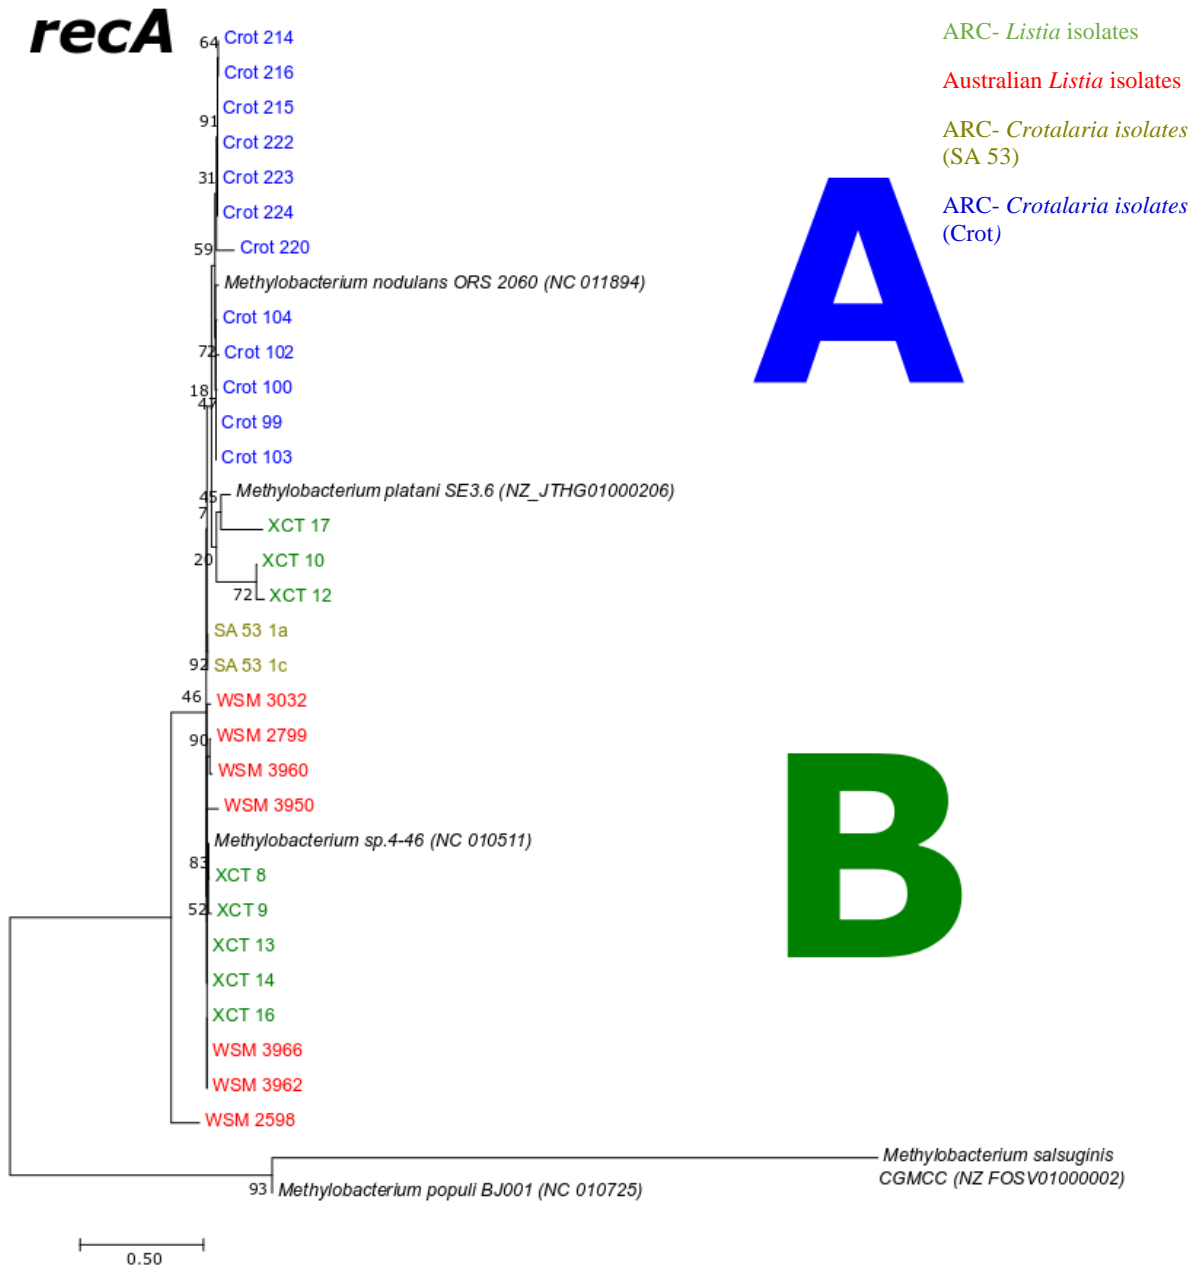 recA
ARC- Listia isolates
Australian Listia isolates
ARC- Crotalaria isolates
(SA 53)
ARC- Crotalaria isolates
(Crot)
64
Crot 214
Crot 216
Crot 215
91
Crot 222
31
Crot 223
Crot 224
59
Crot 220
Methylobacterium nodulans ORS 2060 (NC 011894)
Crot 104
72
Crot 102
18
Crot 100
47
Crot 99
Crot 103
45
Methylobacterium platani SE3.6 (NZ_JTHG01000206)
7
XCT 17
20
XCT 10
72
XCT 12
SA 53 1a
92
SA 53 1c
46
WSM 3032
90
WSM 2799
WSM 3960
WSM 3950
Methylobacterium sp.4-46 (NC 010511)
83
XCT 8
52
XCT 9
XCT 13
XCT 14
XCT 16
WSM 3966
WSM 3962
WSM 2598
Methylobacterium salsuginis
CGMCC (NZ FOSV01000002)
93
Methylobacterium populi BJ001 (NC 010725)
0.50
A
B